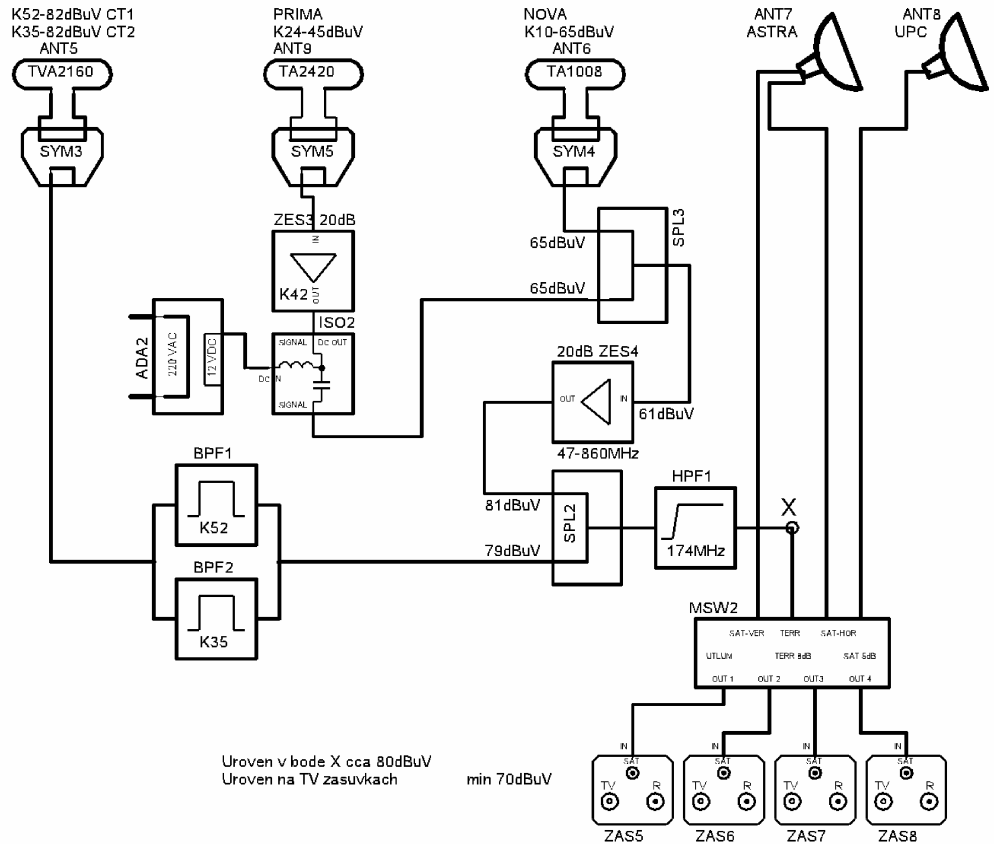 K52-82dBuV CT1
K35-82dBuV CT2
ANT5
TVA2160
SYM3
PRIMA
K24-45dBuV
ANT9
TA2420
SYM5
NOVA
K10-65dBuV
ANT6
TA1008
SYM4
ANT7
ASTRA
ANT8
UPC
ZES3 20dB
IN
K42
OUT
ISO2
SIGNAL
DC OUT
DC IN
SIGNAL
ADA2
220 VAC
12 VDC
65dBuV
65dBuV
SPL3
20dB ZES4
OUT
IN
61dBuV
47-860MHz
BPF1
K52
BPF2
K35
81dBuV
79dBuV
SPL2
HPF1
174MHz
X
MSW2
SAT-VER TERR SAT-HOR
UTLUM TERR 8dB SAT 5dB
OUT 1 OUT 2 OUT3 OUT 4
IN IN IN IN
SAT SAT SAT SAT
TV R TV R TV R TV R
ZAS5 ZAS6 ZAS7 ZAS8
Uroven v bode X cca 80dBuV
Uroven na TV zasuvkach min 70dBuV